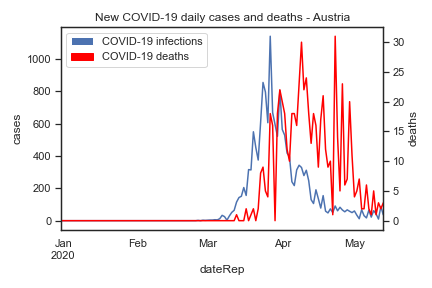 New COVID-19 daily cases and deaths - Austria
COVID-19 infections
COVID-19 deaths
cases
1000
800
600
400
200
0
deaths
30
25
20
15
10
5
0
Jan
2020
Feb
Mar
Apr
May
dateRep